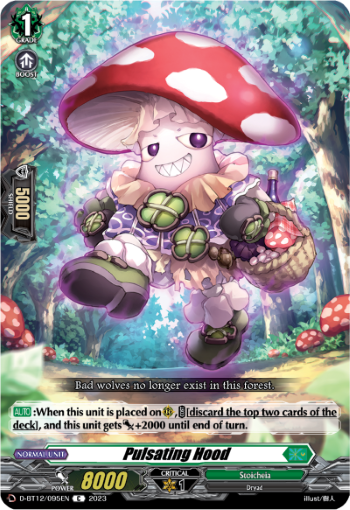 1
GRADE
BOOST
5000
SHIELD
Bad wolves no longer exist in this forest.
AUTO :When this unit is placed on , [discard the top two cards of the
deck], and this unit gets +2000 until end of turn.
NORMAL UNIT
Pulsating Hood
POWER 8000
CRITICAL
1
Stoicheia
Dryad
D-BT12/095EN C 2023
illust/獣人